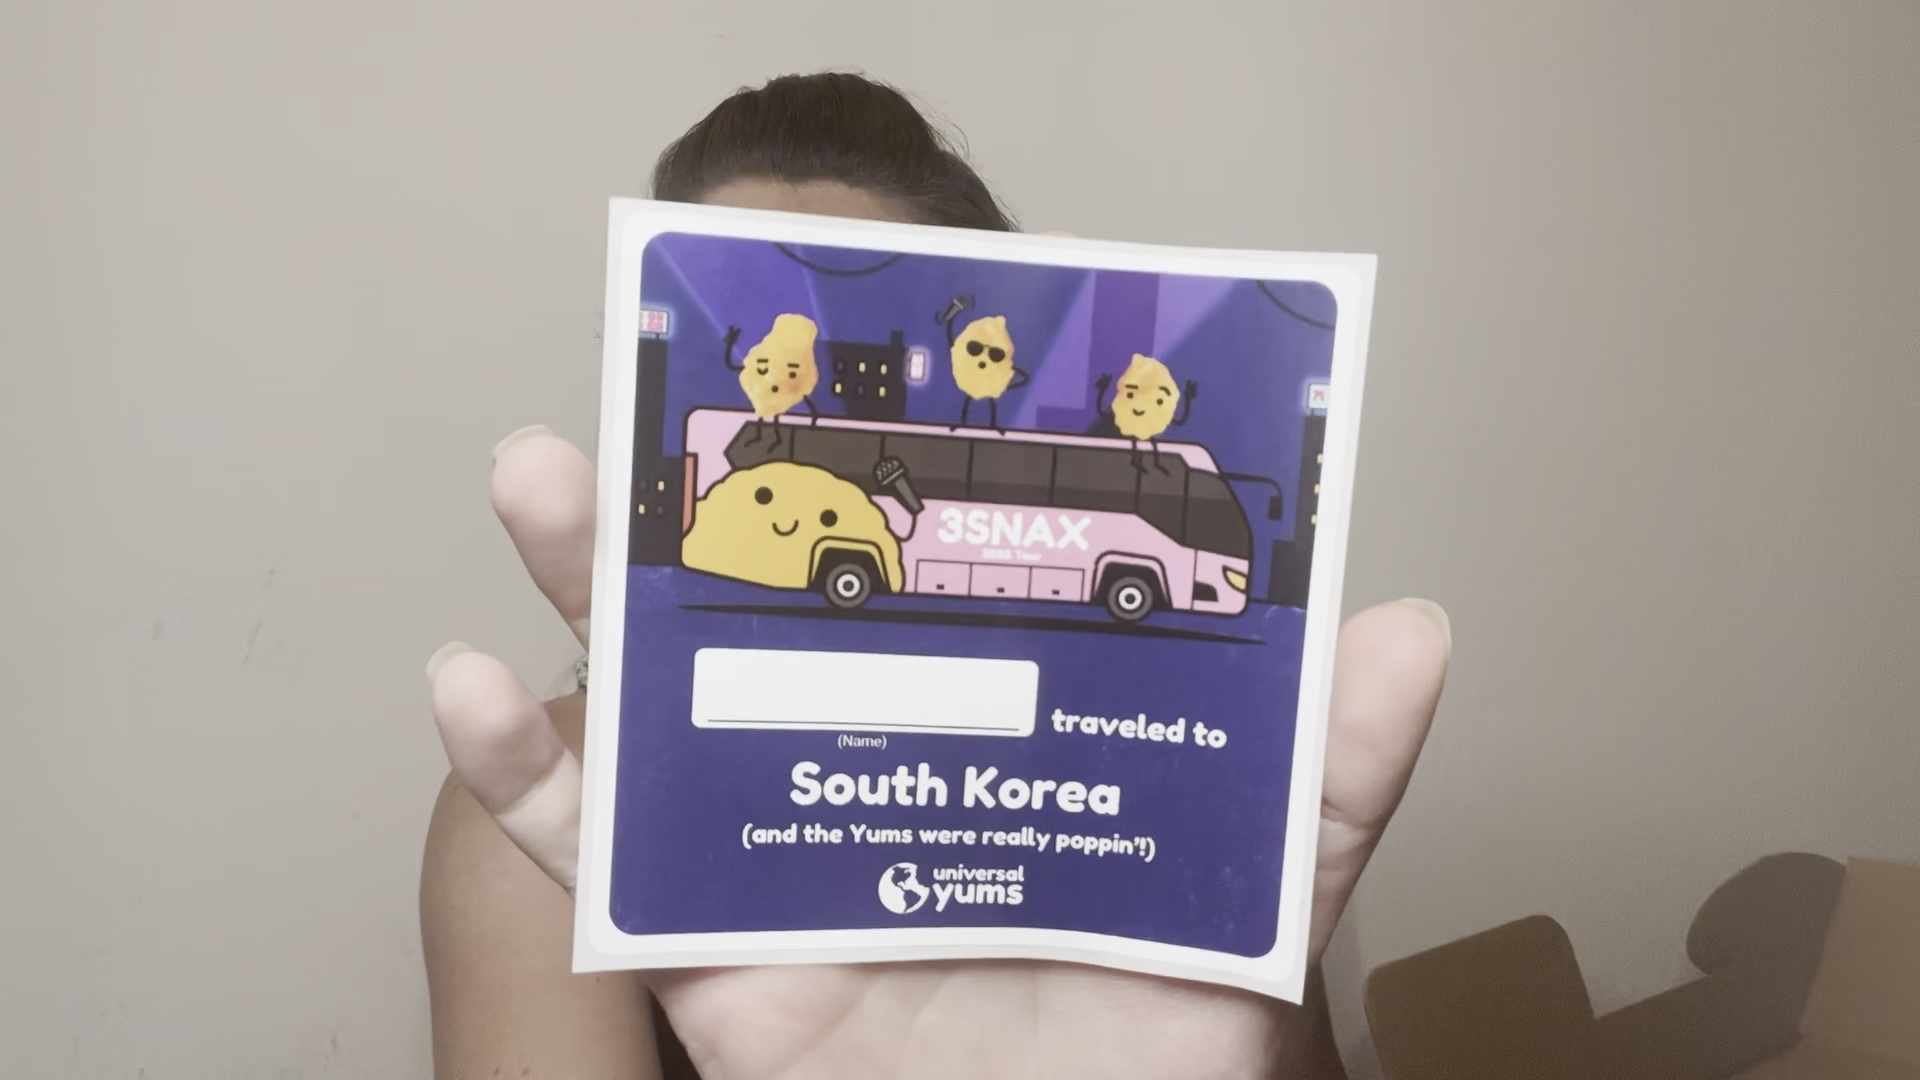 3SNAX
traveled to
(Name)
South Korea
(and the Yums were really poppin'!)
universal
yums